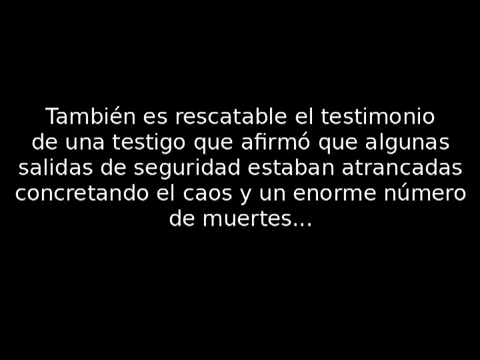 También es rescatable el testimonio
de una testigo que afirmó que algunas
salidas de seguridad estaban atrancadas
concretando el caos y un enorme número
de muertes...